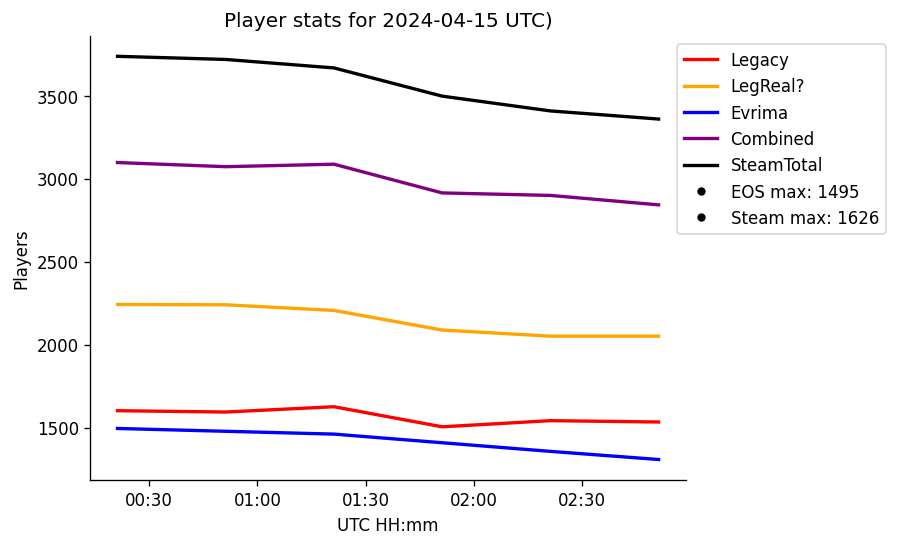 Player stats for 2024-04-15 UTC)
Legacy
LegReal?
Evrima
Combined
SteamTotal
EOS max: 1495
Steam max: 1626
Players
3500
3000
2500
2000
1500
00:30 01:00 01:30 02:00 02:30
UTC HH:mm